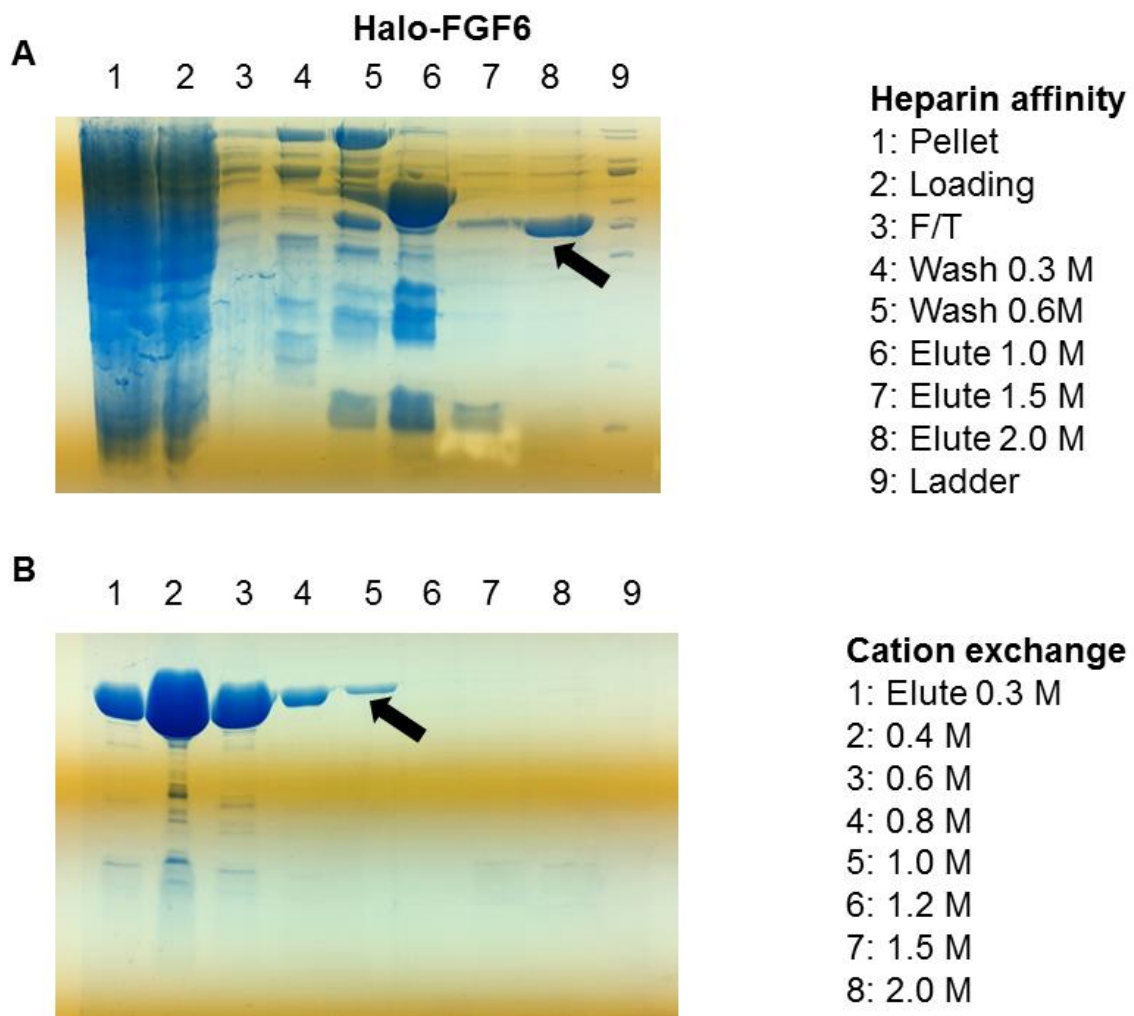 Halo-FGF6
A
1 2 3 4 5 6 7 8 9
Heparin affinity
1: Pellet
2: Loading
3: F/T
4: Wash 0.3 M
5: Wash 0.6M
6: Elute 1.0 M
7: Elute 1.5 M
8: Elute 2.0 M
9: Ladder
B
1 2 3 4 5 6 7 8 9
Cation exchange
1: Elute 0.3 M
2: 0.4 M
3: 0.6 M
4: 0.8 M
5: 1.0 M
6: 1.2 M
7: 1.5 M
8: 2.0 M